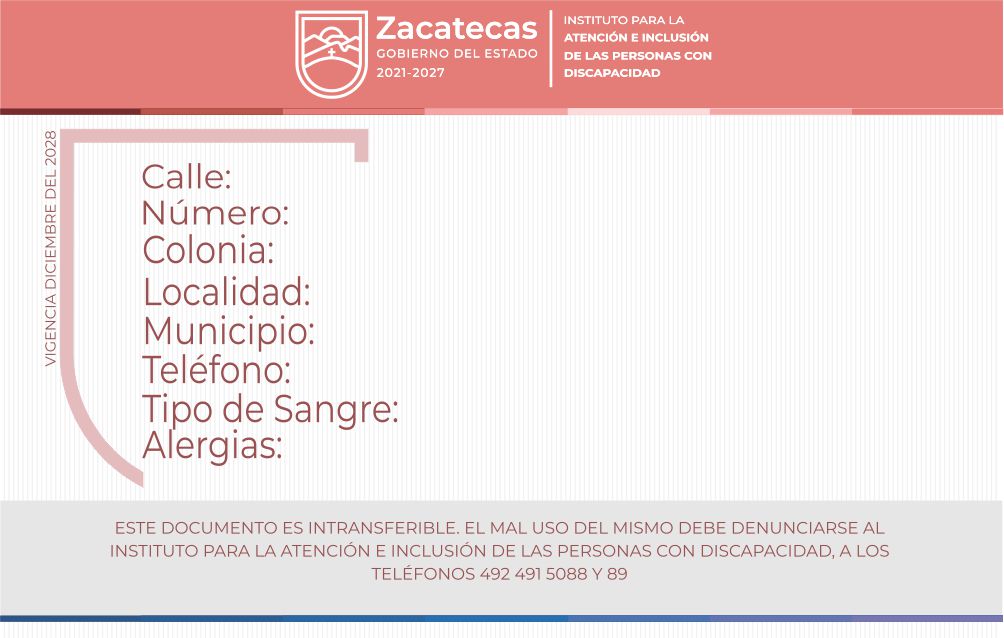 Zacatecas
GOBIERNO DEL ESTADO
2021-2027
INSTITUTO PARA LA
ATENCIÓN E INCLUSIÓN
DE LAS PERSONAS CON
DISCAPACIDAD
VIGENCIA DICIEMBRE DEL 2028
Calle:
Número:
Colonia:
Localidad:
Municipio:
Teléfono:
Tipo de Sangre:
Alergias:
ESTE DOCUMENTO ES INTRANSFERIBLE. EL MAL USO DEL MISMO DEBE DENUNCIARSE AL
INSTITUTO PARA LA ATENCIÓN E INCLUSIÓN DE LAS PERSONAS CON DISCAPACIDAD, A LOS
TELÉFONOS 492 491 5088 Y 89